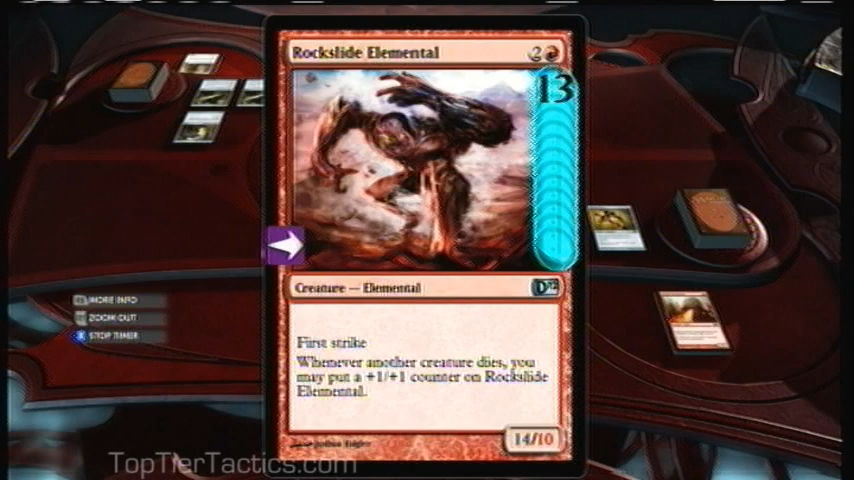 Rockslide Elemental 2
13
Creature — Elemental
D12
MORE INFO
ZOOM OUT
STOP TIMER
First strike
Whenever another creature dies, you
may put a +1/+1 counter on Rockslide
Elemental.
14/10
TopTierTactics.com